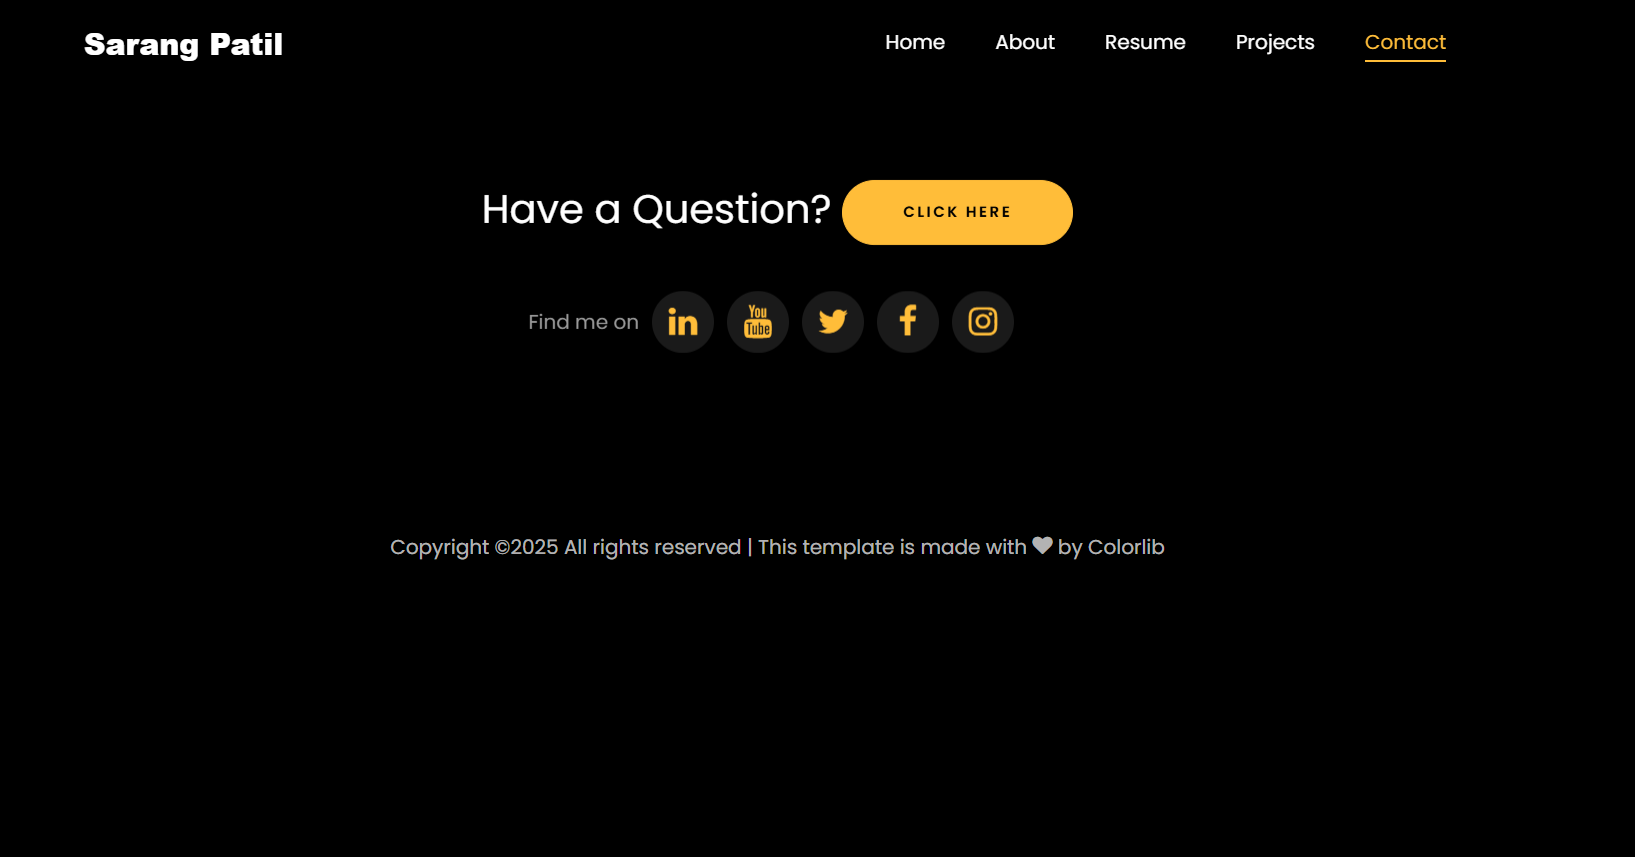 Sarang Patil
Home About Resume Projects Contact
Have a Question? CLICK HERE
Find me on in You Tube f
Copyright ©2025 All rights reserved | This template is made with ♥ by Colorlib